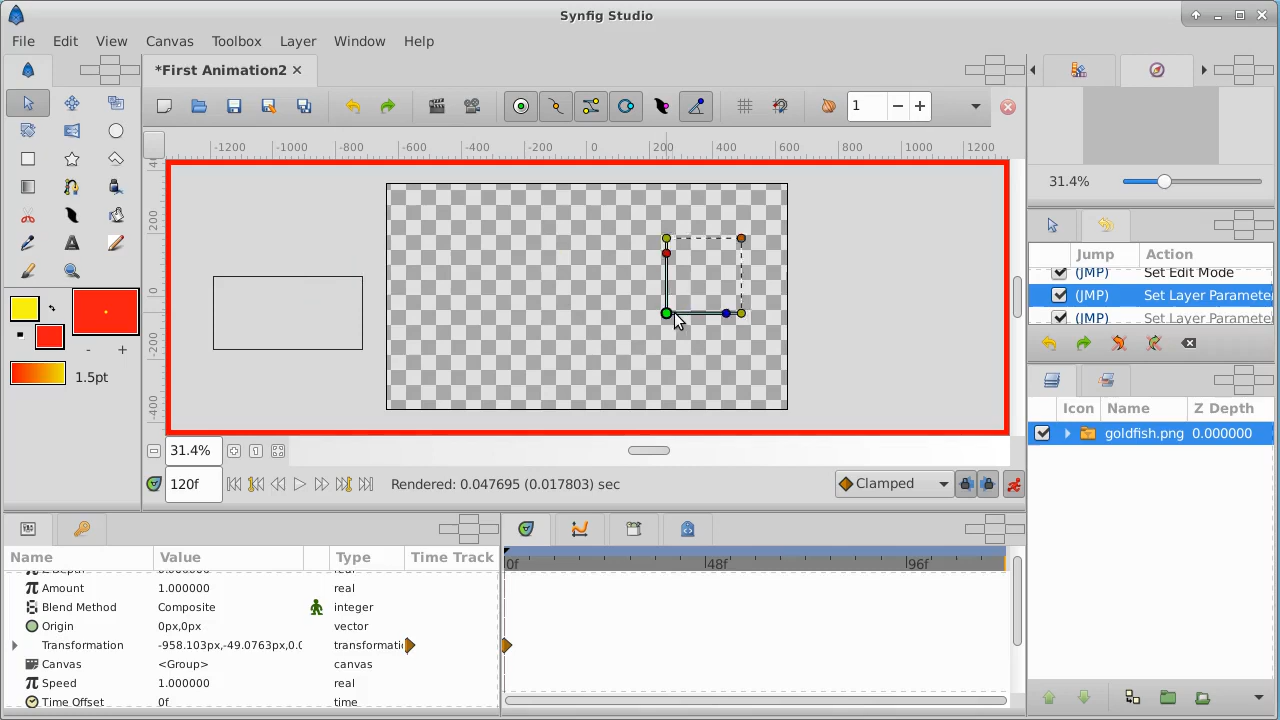 Synfig Studio
File Edit View Canvas Toolbox Layer Window Help
*First Animation2
1
-1200 -1000 -800 -600 -400 -200 0 200 400 600 800 1000 1200
200
0
-200
-400
31.4%
Jump Action
(JMP) Set Edit Mode
(JMP) Set Layer Paramete
(JMP) Set Layer Paramete
1.5pt
Icon Name Z Depth
goldfish.png 0.000000
31.4%
120f
Rendered: 0.047695 (0.017803) sec
Clamped
Name Value Type Time Track
0f 48f 96f
Amount 1.000000 real
Blend Method Composite integer
Origin 0px,0px vector
Transformation -958.103px,-49.0763px,0.0 transformati
Canvas <Group> canvas
Speed 1.000000 real
Time Offset 0f time